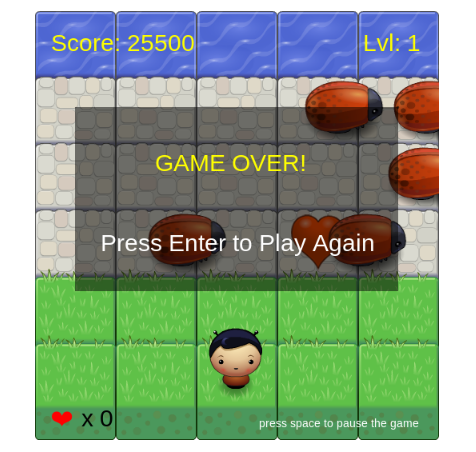 Score: 25500
Lvl: 1
GAME OVER!
Press Enter to Play Again
x 0
press space to pause the game